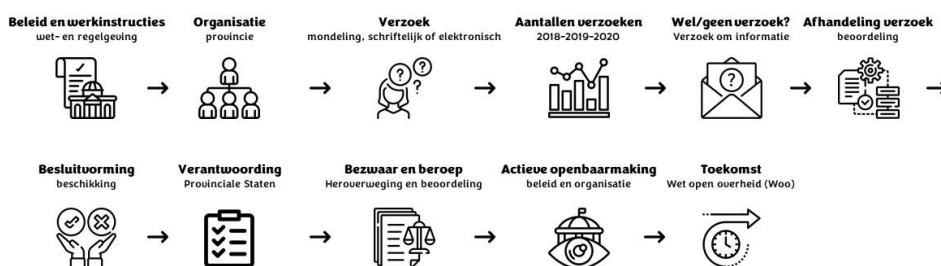 Beleid en werkinstructies
wet- en regelgeving
Organisatie
provincie
Verzoek
mondeling, schriftelijk of elektronisch
Aantallen verzoeken
2018-2019-2020
Wel/geen verzoek?
Verzoek om informatie
Afhandeling verzoek
beoordeling
Besluitvorming
beschikking
Verantwoording
Provinciale Staten
Bezwaar en beroep
Heroverweging en beoordeling
Actieve openbaarmaking
beleid en organisatie
Toekomst
Wet open overheid (Woo)